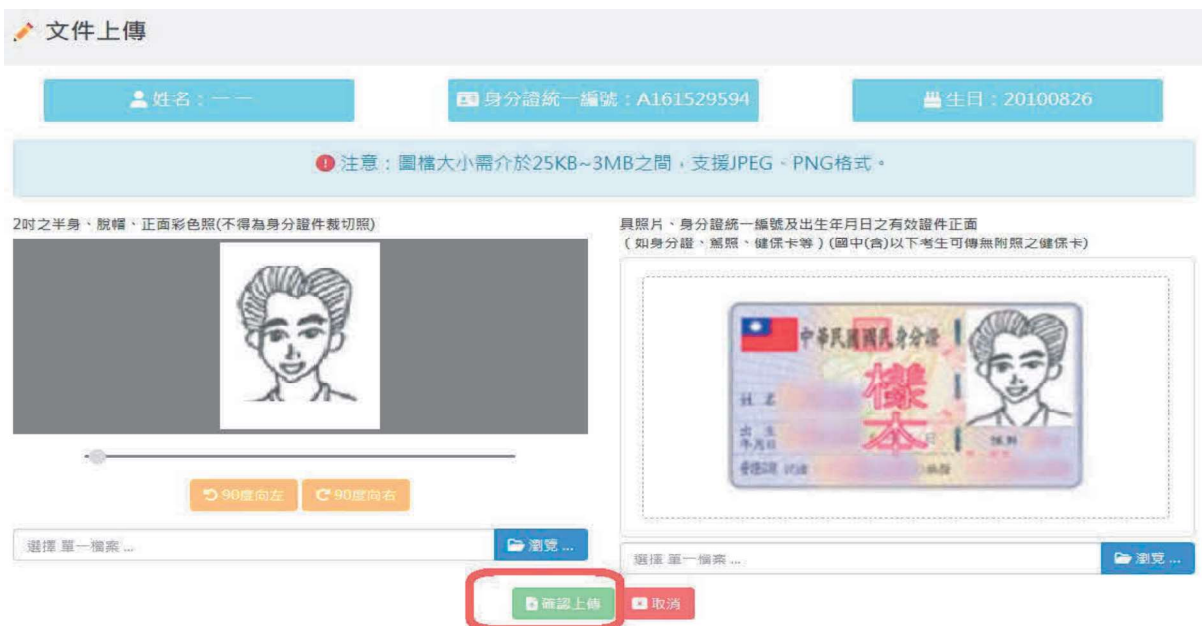 文件上傳
姓名：一 一
身分證統一編號：A161529594
生日：20100826
注意：圖檔大小需介於25KB~3MB之間，支援JPEG、PNG格式。
2吋之半身、脫帽、正面彩色照(不得為身分證件裁切照)
具照片、身分證統一編號及出生年月日之有效證件正面
（如身分證、駕照、健保卡等）(國中(含)以下考生可傳無附照之健保卡)
中華民國國民身分證
樣本
姓 名
出 生
年月日
日
90度向左
90度向右
選擇 單一檔案 ...
瀏覽 ...
選擇 單一檔案 ...
瀏覽 ...
確認上傳
取消